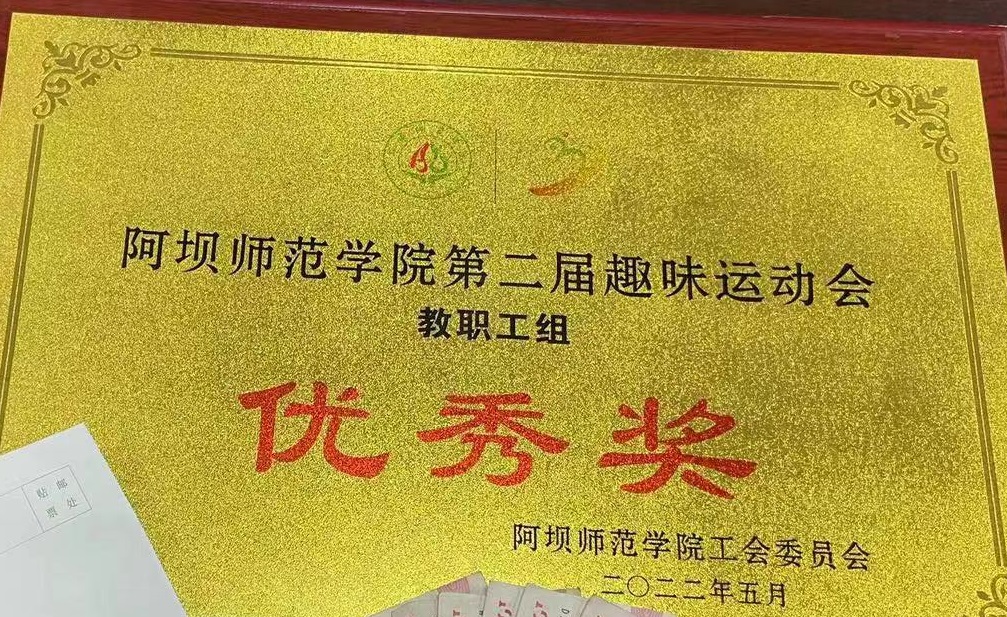 阿坝师范学院第二届趣味运动会
教职工组
优秀奖
阿坝师范学院工会委员会
二〇二二年五月
贴邮
票处